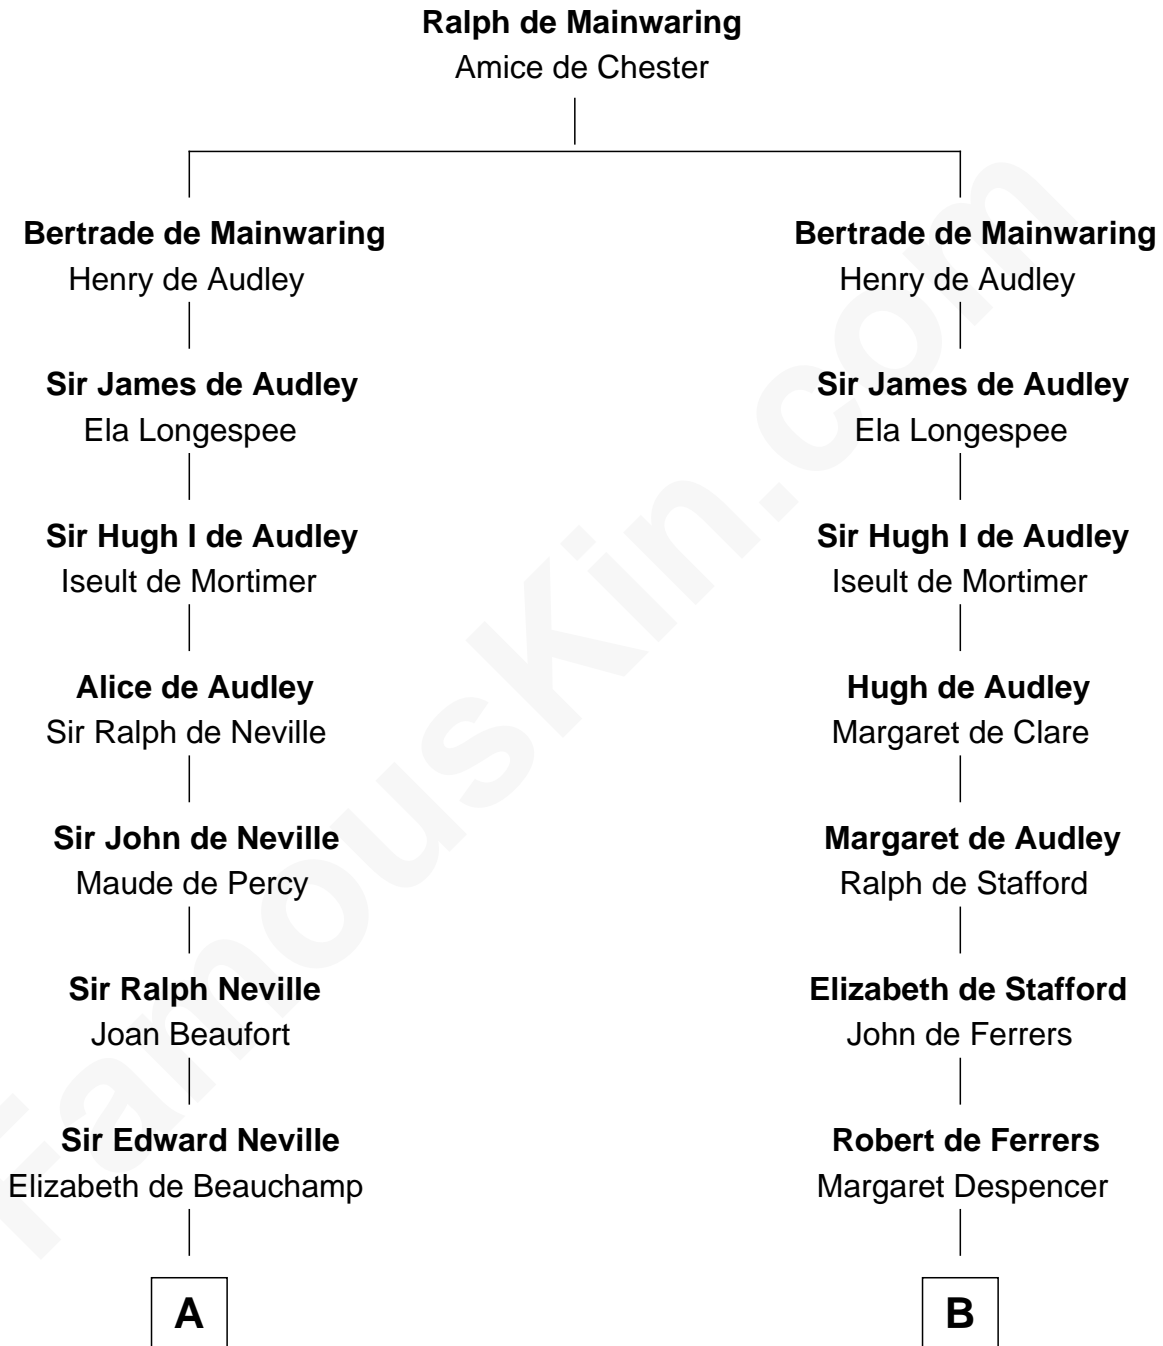 Ralph de Mainwaring
Amice de Chester
Bertrade de Mainwaring
Henry de Audley
Sir James de Audley
Ela Longespee
Sir Hugh I de Audley
Iseult de Mortimer
Alice de Audley
Sir Ralph de Neville
Sir John de Neville
Maude de Percy
Sir Ralph Neville
Joan Beaufort
Sir Edward Neville
Elizabeth de Beauchamp
A
Bertrade de Mainwaring
Henry de Audley
Sir James de Audley
Ela Longespee
Sir Hugh I de Audley
Iseult de Mortimer
Hugh de Audley
Margaret de Clare
Margaret de Audley
Ralph de Stafford
Elizabeth de Stafford
John de Ferrers
Robert de Ferrers
Margaret Despencer
B
FamousKin.com